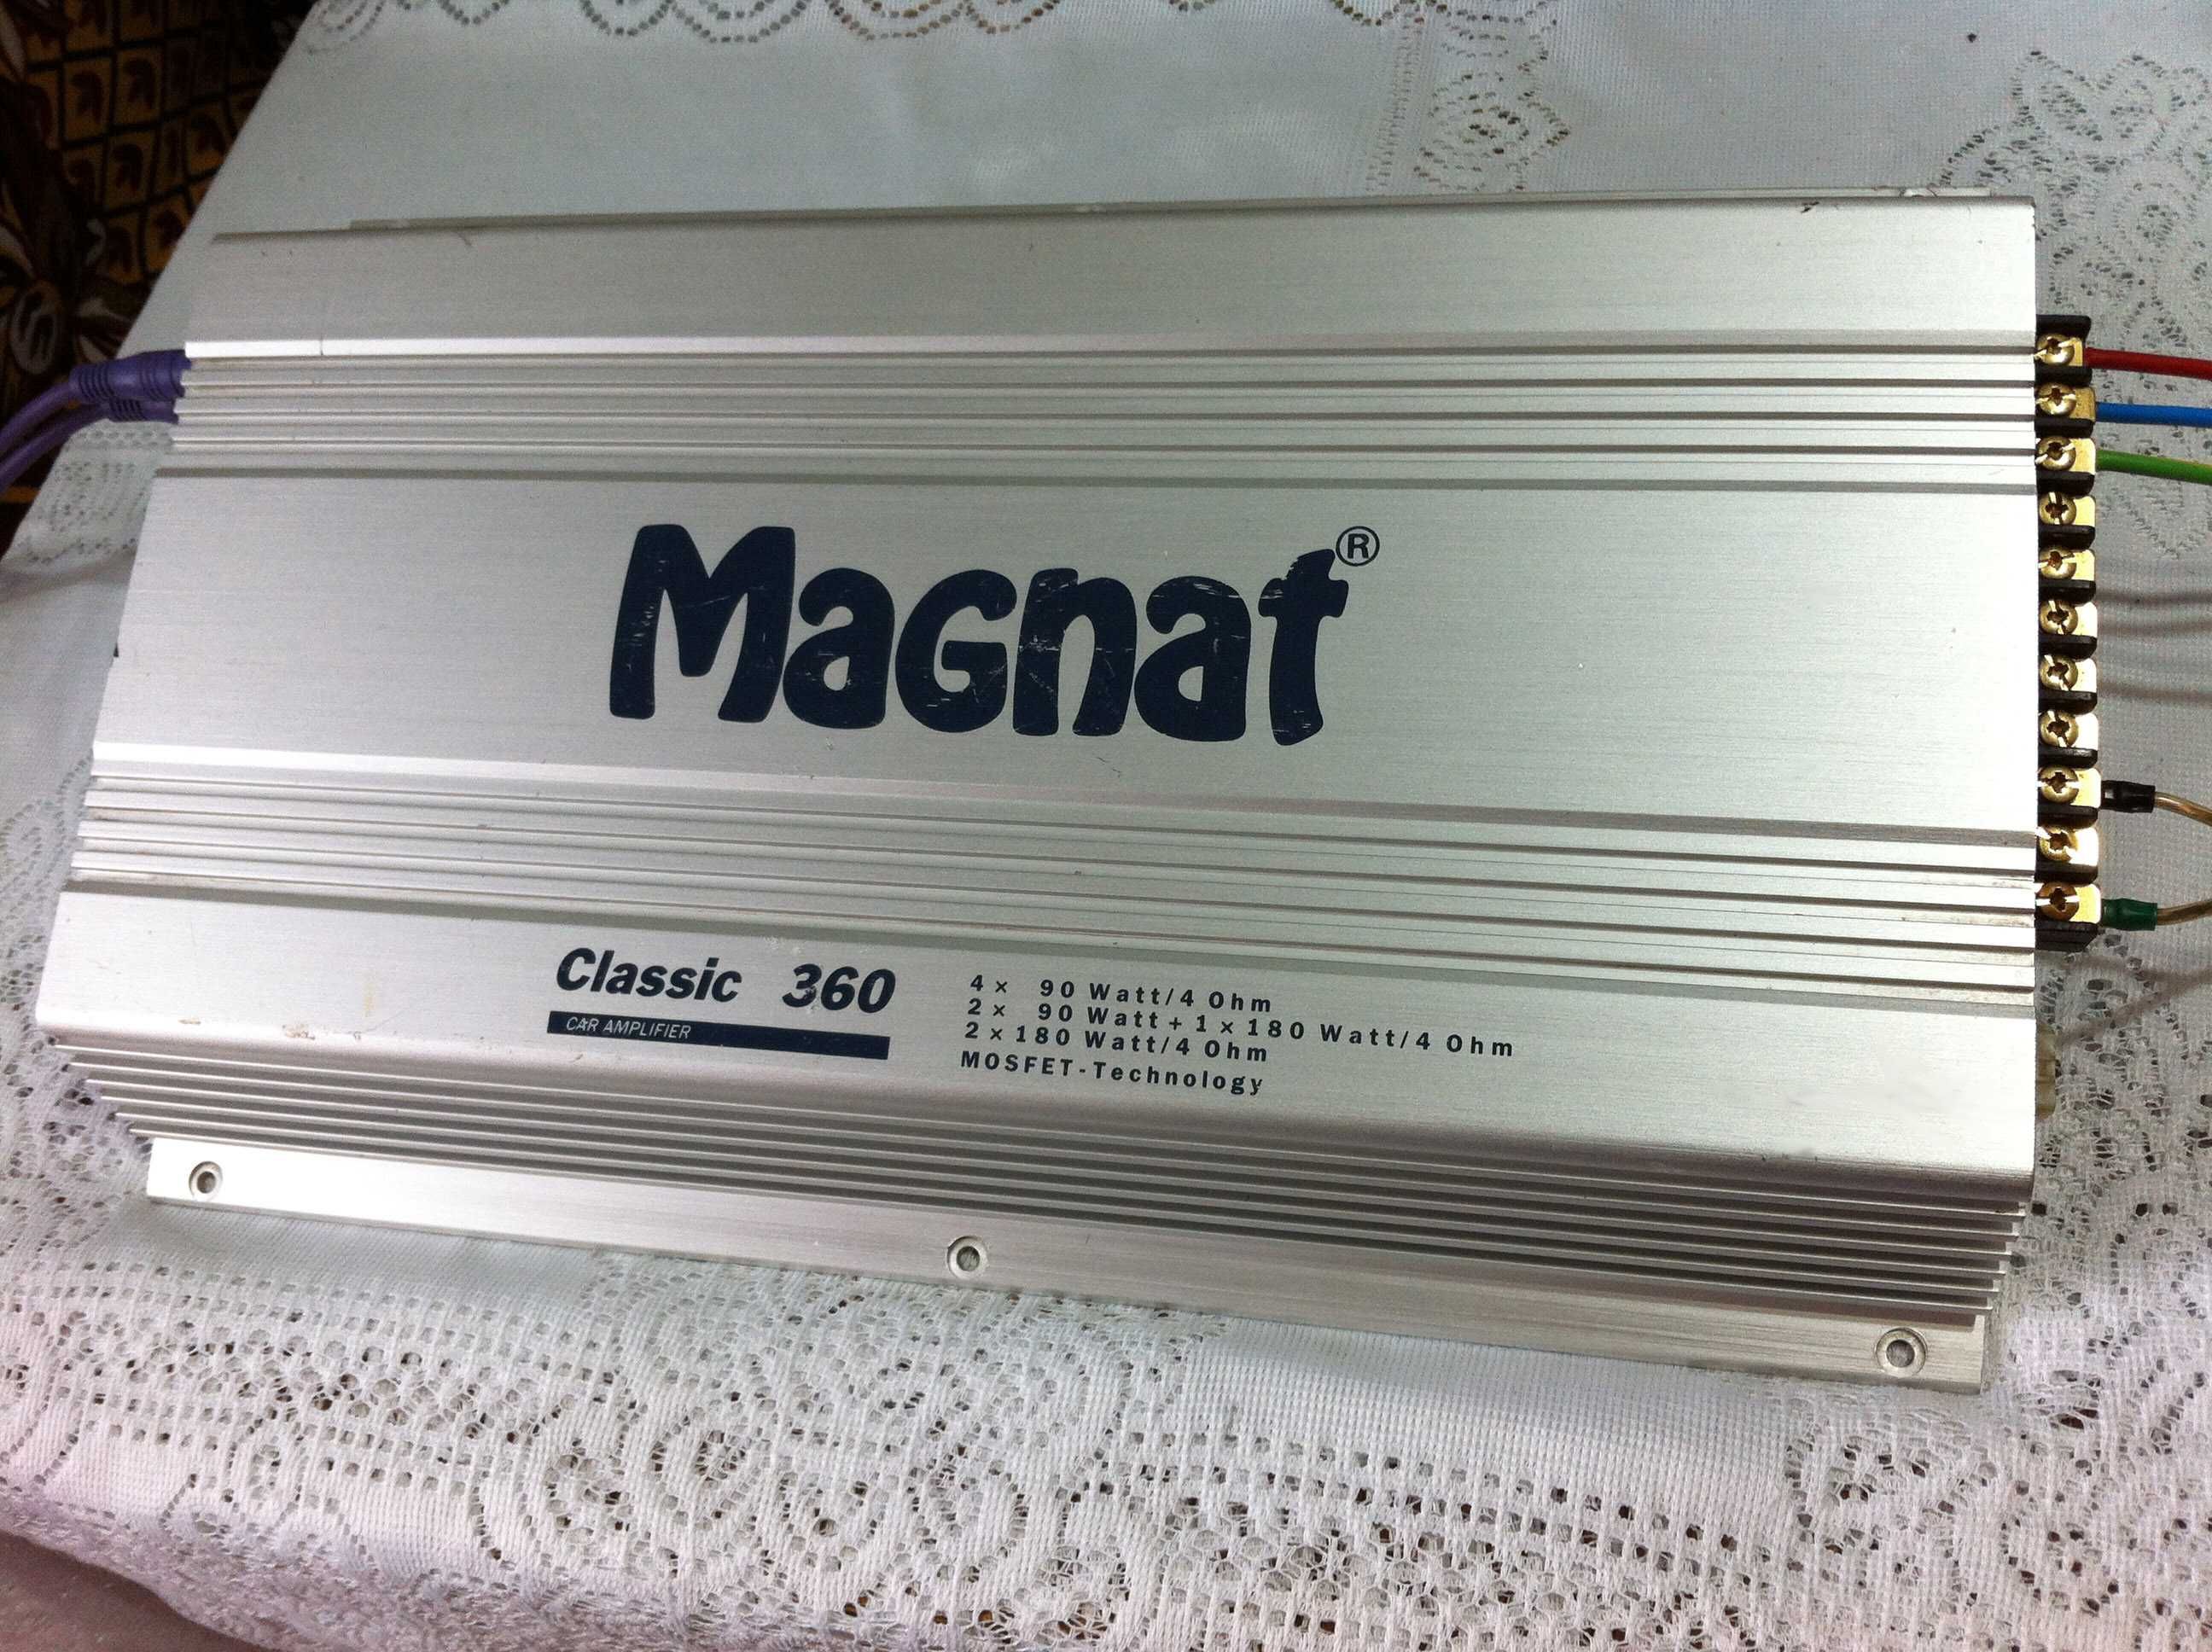 Magnat®
Classic 360
CAR AMPLIFIER
4 x 90 Watt/4 Ohm
2 x 90 Watt + 1 x 180 Watt/4 Ohm
2 x 180 Watt/4 Ohm
MOSFET-Technology